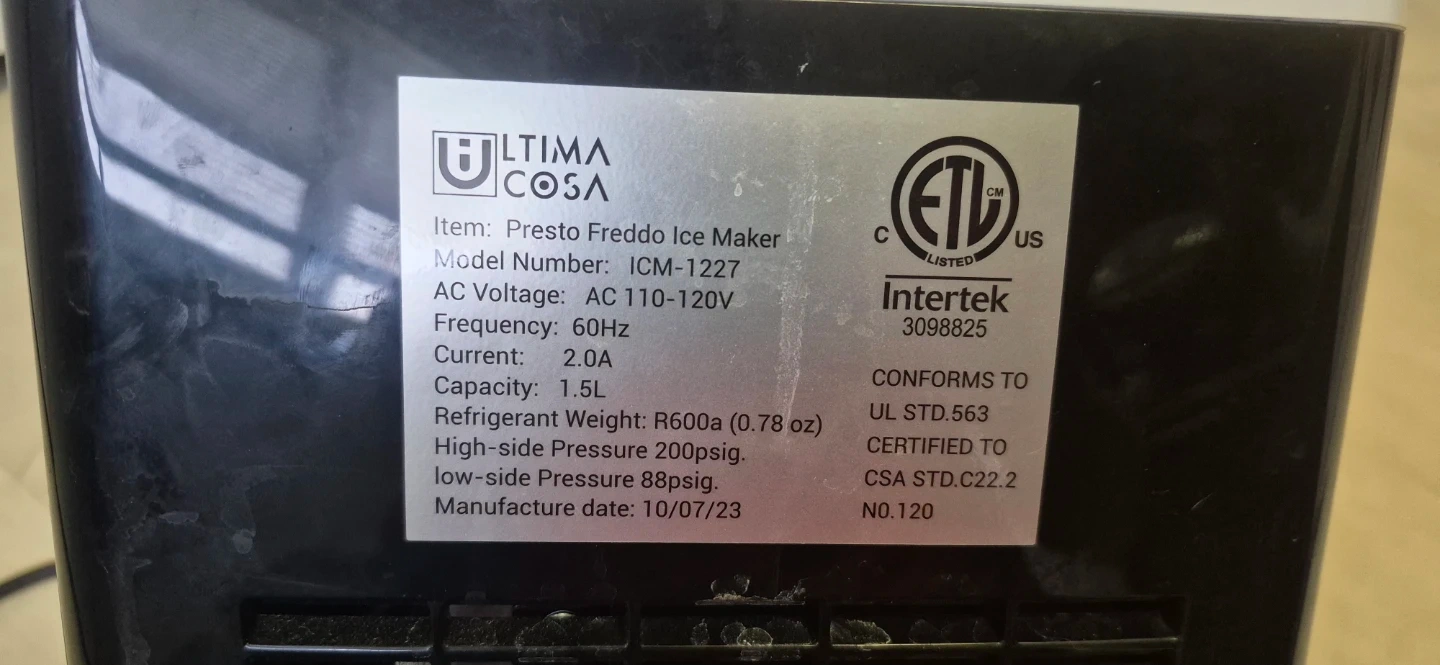 ULTIMA
COSA
Item: Presto Freddo Ice Maker
Model Number: ICM-1227
AC Voltage: AC 110-120V
Frequency: 60Hz
Current: 2.0A
Capacity: 1.5L
Refrigerant Weight: R600a (0.78 oz)
High-side Pressure 200psig.
low-side Pressure 88psig.
Manufacture date: 10/07/23
ETL CM
C US
LISTED
Intertek
3098825
CONFORMS TO
UL STD.563
CERTIFIED TO
CSA STD.C22.2
N0.120